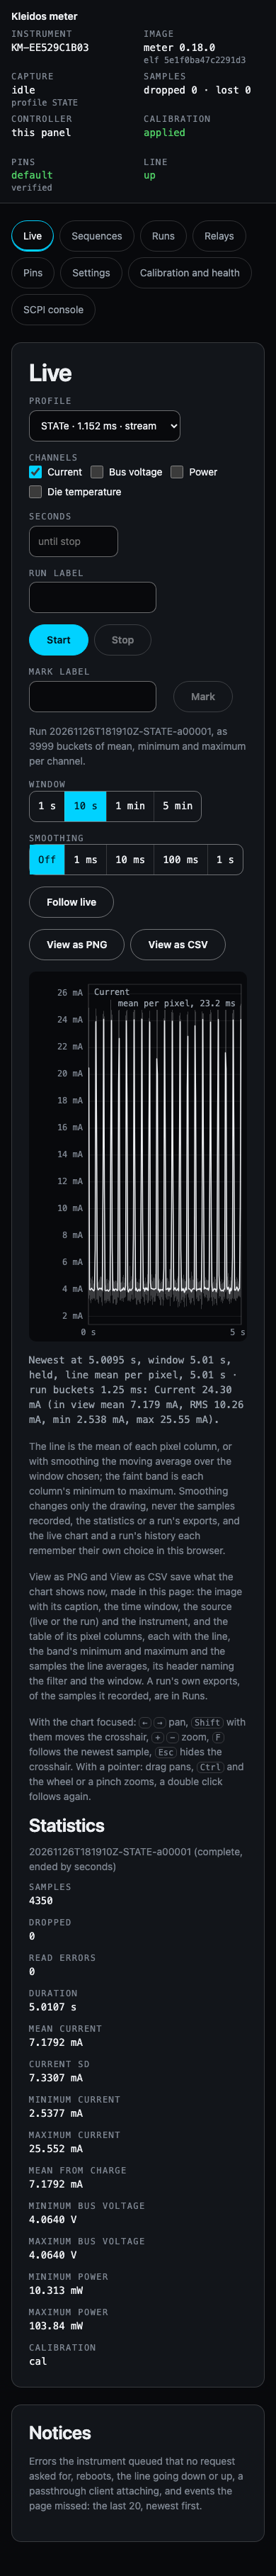 Kleidos meter
INSTRUMENT
KM-EE529C1B03
IMAGE
meter 0.18.0
elf 5e1f0ba47c2291d3
CAPTURE
idle
profile STATE
SAMPLES
dropped 0 · lost 0
CONTROLLER
this panel
CALIBRATION
applied
PINS
default
verified
LINE
up
Live
Sequences
Runs
Relays
Pins
Settings
Calibration and health
SCPI console
Live
PROFILE
STATe · 1.152 ms · stream
CHANNELS
Current
Bus voltage
Power
Die temperature
SECONDS
until stop
RUN LABEL
Start
Stop
MARK LABEL
Mark
Run 20261126T181910Z-STATE-a00001, as
3999 buckets of mean, minimum and maximum
per channel.
WINDOW
1 s
10 s
1 min
5 min
SMOOTHING
Off
1 ms
10 ms
100 ms
1 s
Follow live
View as PNG
View as CSV
Current
mean per pixel, 23.2 ms
26 mA
24 mA
22 mA
20 mA
18 mA
16 mA
14 mA
12 mA
10 mA
8 mA
6 mA
4 mA
2 mA
0 s
5 s
Newest at 5.0095 s, window 5.01 s,
held, line mean per pixel, 5.01 s ·
run buckets 1.25 ms: Current 24.30
mA (in view mean 7.179 mA, RMS 10.26
mA, min 2.538 mA, max 25.55 mA).
The line is the mean of each pixel column, or
with smoothing the moving average over the
window chosen; the faint band is each
column's minimum to maximum. Smoothing
changes only the drawing, never the samples
recorded, the statistics or a run's exports, and
the live chart and a run's history each
remember their own choice in this browser.
View as PNG and View as CSV save what the
chart shows now, made in this page: the image
with its caption, the time window, the source
(live or the run) and the instrument, and the
table of its pixel columns, each with the line,
the band's minimum and maximum and the
samples the line averages, its header naming
the filter and the window. A run's own exports,
of the samples it recorded, are in Runs.
With the chart focused: ← → pan, Shift with
them moves the crosshair, + − zoom, F
follows the newest sample, Esc hides the
crosshair. With a pointer: drag pans, Ctrl and
the wheel or a pinch zooms, a double click
follows again.
Statistics
20261126T181910Z-STATE-a00001 (complete,
ended by seconds)
SAMPLES
4350
DROPPED
0
READ ERRORS
0
DURATION
5.0107 s
MEAN CURRENT
7.1792 mA
CURRENT SD
7.3307 mA
MINIMUM CURRENT
2.5377 mA
MAXIMUM CURRENT
25.552 mA
MEAN FROM CHARGE
7.1792 mA
MINIMUM BUS VOLTAGE
4.0640 V
MAXIMUM BUS VOLTAGE
4.0640 V
MINIMUM POWER
10.313 mW
MAXIMUM POWER
103.84 mW
CALIBRATION
cal
Notices
Errors the instrument queued that no request
asked for, reboots, the line going down or up, a
passthrough client attaching, and events the
page missed: the last 20, newest first.